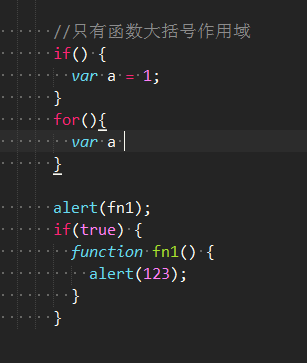 //只有函数大括号作用域
if() {
var a = 1;
}
for(){
var a
}
alert(fn1);
if(true) {
function fn1() {
alert(123);
}
}